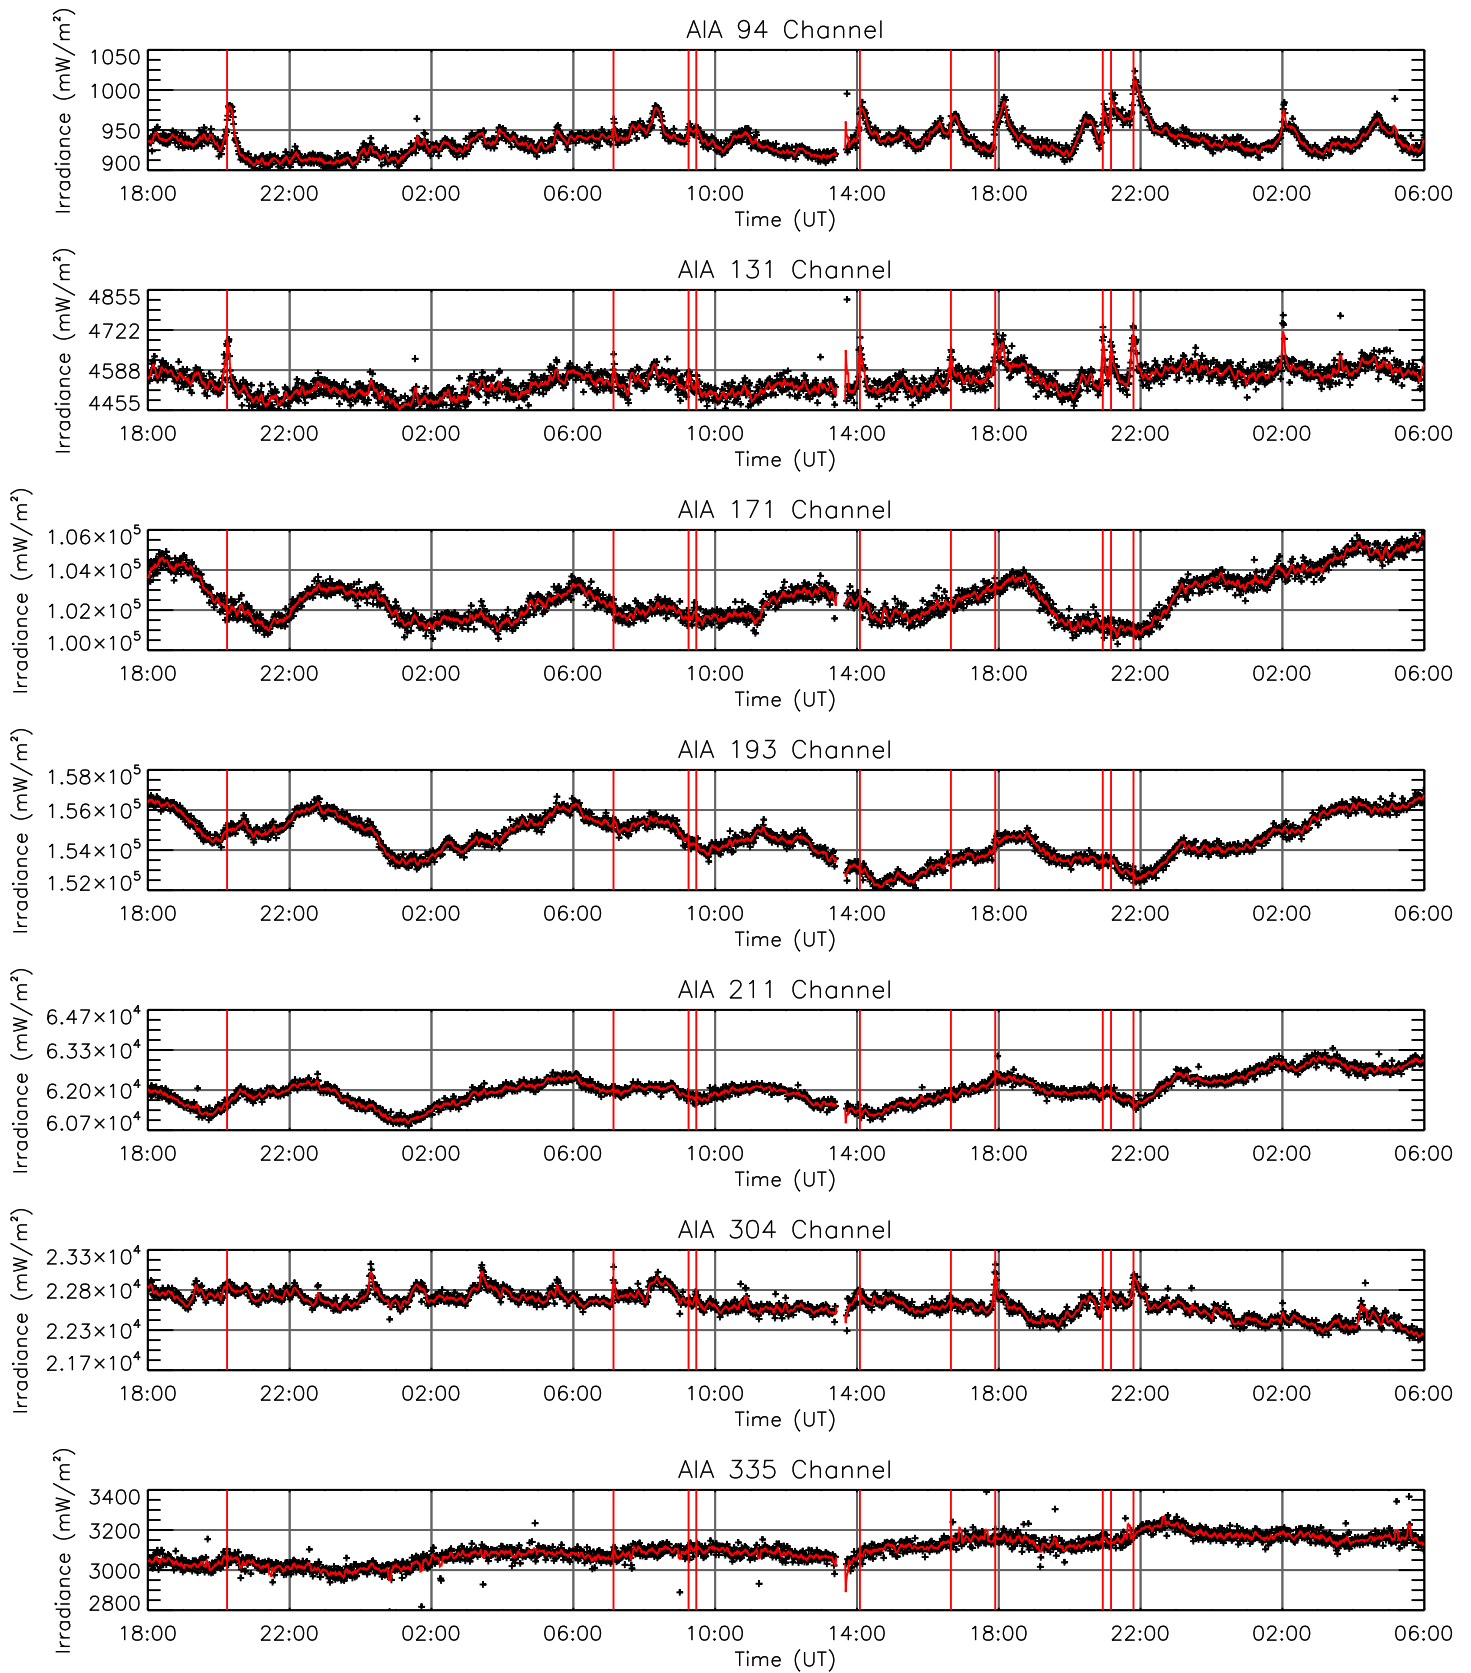 AIA 94 Channel
Irradiance (mW/m²)
1050
1000
950
900
18:00 22:00 02:00 06:00 10:00 14:00 18:00 22:00 02:00 06:00
Time (UT)
AIA 131 Channel
Irradiance (mW/m²)
4855
4722
4588
4455
18:00 22:00 02:00 06:00 10:00 14:00 18:00 22:00 02:00 06:00
Time (UT)
AIA 171 Channel
Irradiance (mW/m²)
1.06×10⁵
1.04×10⁵
1.02×10⁵
1.00×10⁵
18:00 22:00 02:00 06:00 10:00 14:00 18:00 22:00 02:00 06:00
Time (UT)
AIA 193 Channel
Irradiance (mW/m²)
1.58×10⁵
1.56×10⁵
1.54×10⁵
1.52×10⁵
18:00 22:00 02:00 06:00 10:00 14:00 18:00 22:00 02:00 06:00
Time (UT)
AIA 211 Channel
Irradiance (mW/m²)
6.47×10⁴
6.33×10⁴
6.20×10⁴
6.07×10⁴
18:00 22:00 02:00 06:00 10:00 14:00 18:00 22:00 02:00 06:00
Time (UT)
AIA 304 Channel
Irradiance (mW/m²)
2.33×10⁴
2.28×10⁴
2.23×10⁴
2.17×10⁴
18:00 22:00 02:00 06:00 10:00 14:00 18:00 22:00 02:00 06:00
Time (UT)
AIA 335 Channel
Irradiance (mW/m²)
3400
3200
3000
2800
18:00 22:00 02:00 06:00 10:00 14:00 18:00 22:00 02:00 06:00
Time (UT)